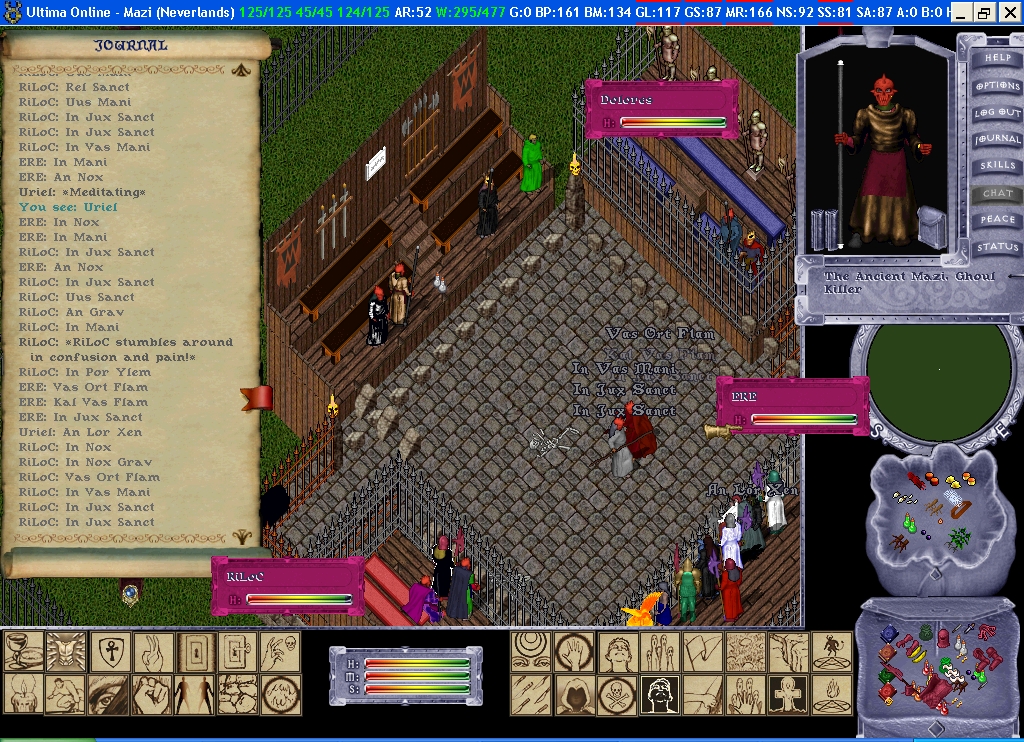 Ultima Online - Mazi (Neverlands) 125/125 45/45 124/125 AR:52 W:295/477 G:0 BP:161 BM:134 GL:117 GS:87 MR:166 NS:92 SS:81 SA:87 A:0 B:0
JOURNAL
RiLoC: Rel Sanct
RiLoC: Uus Mani
RiLoC: In Jux Sanct
RiLoC: In Jux Sanct
RiLoC: In Vas Mani
ERE: In Mani
ERE: An Nox
Uriel: *Meditating*
You see: Uriel
ERE: In Nox
ERE: In Mani
RiLoC: In Jux Sanct
ERE: An Nox
RiLoC: In Jux Sanct
RiLoC: Uus Sanct
RiLoC: An Grav
RiLoC: In Mani
RiLoC: *RiLoC stumbles around
in confusion and pain!*
RiLoC: In Por Ylem
ERE: Vas Ort Flam
ERE: Kal Vas Flam
ERE: In Jux Sanct
Uriel: An Lor Xen
RiLoC: In Nox
RiLoC: In Nox Grav
RiLoC: Vas Ort Flam
RiLoC: In Vas Mani
RiLoC: In Jux Sanct
RiLoC: In Jux Sanct
Dolores
H:
Vas Ort Flam
Kal Vas Flam
In Vas Mani
In Jux Sanct
In Jux Sanct
ERE
H:
An Lor Xen
RiLoC
H:
HELP
OPTIONS
LOG OUT
JOURNAL
SKILLS
CHAT
PEACE
STATUS
The Ancient Mazi, Ghoul
Killer
S
E
H:
M:
S: